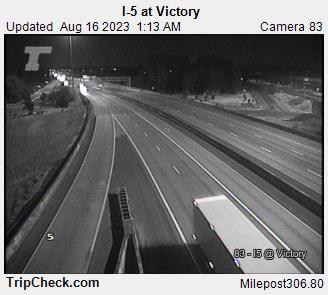 I-5 at Victory
Updated Aug 16 2023 1:13 AM Camera 83
T
S
83 - I5 @ Victory
TripCheck.com Milepost306.80